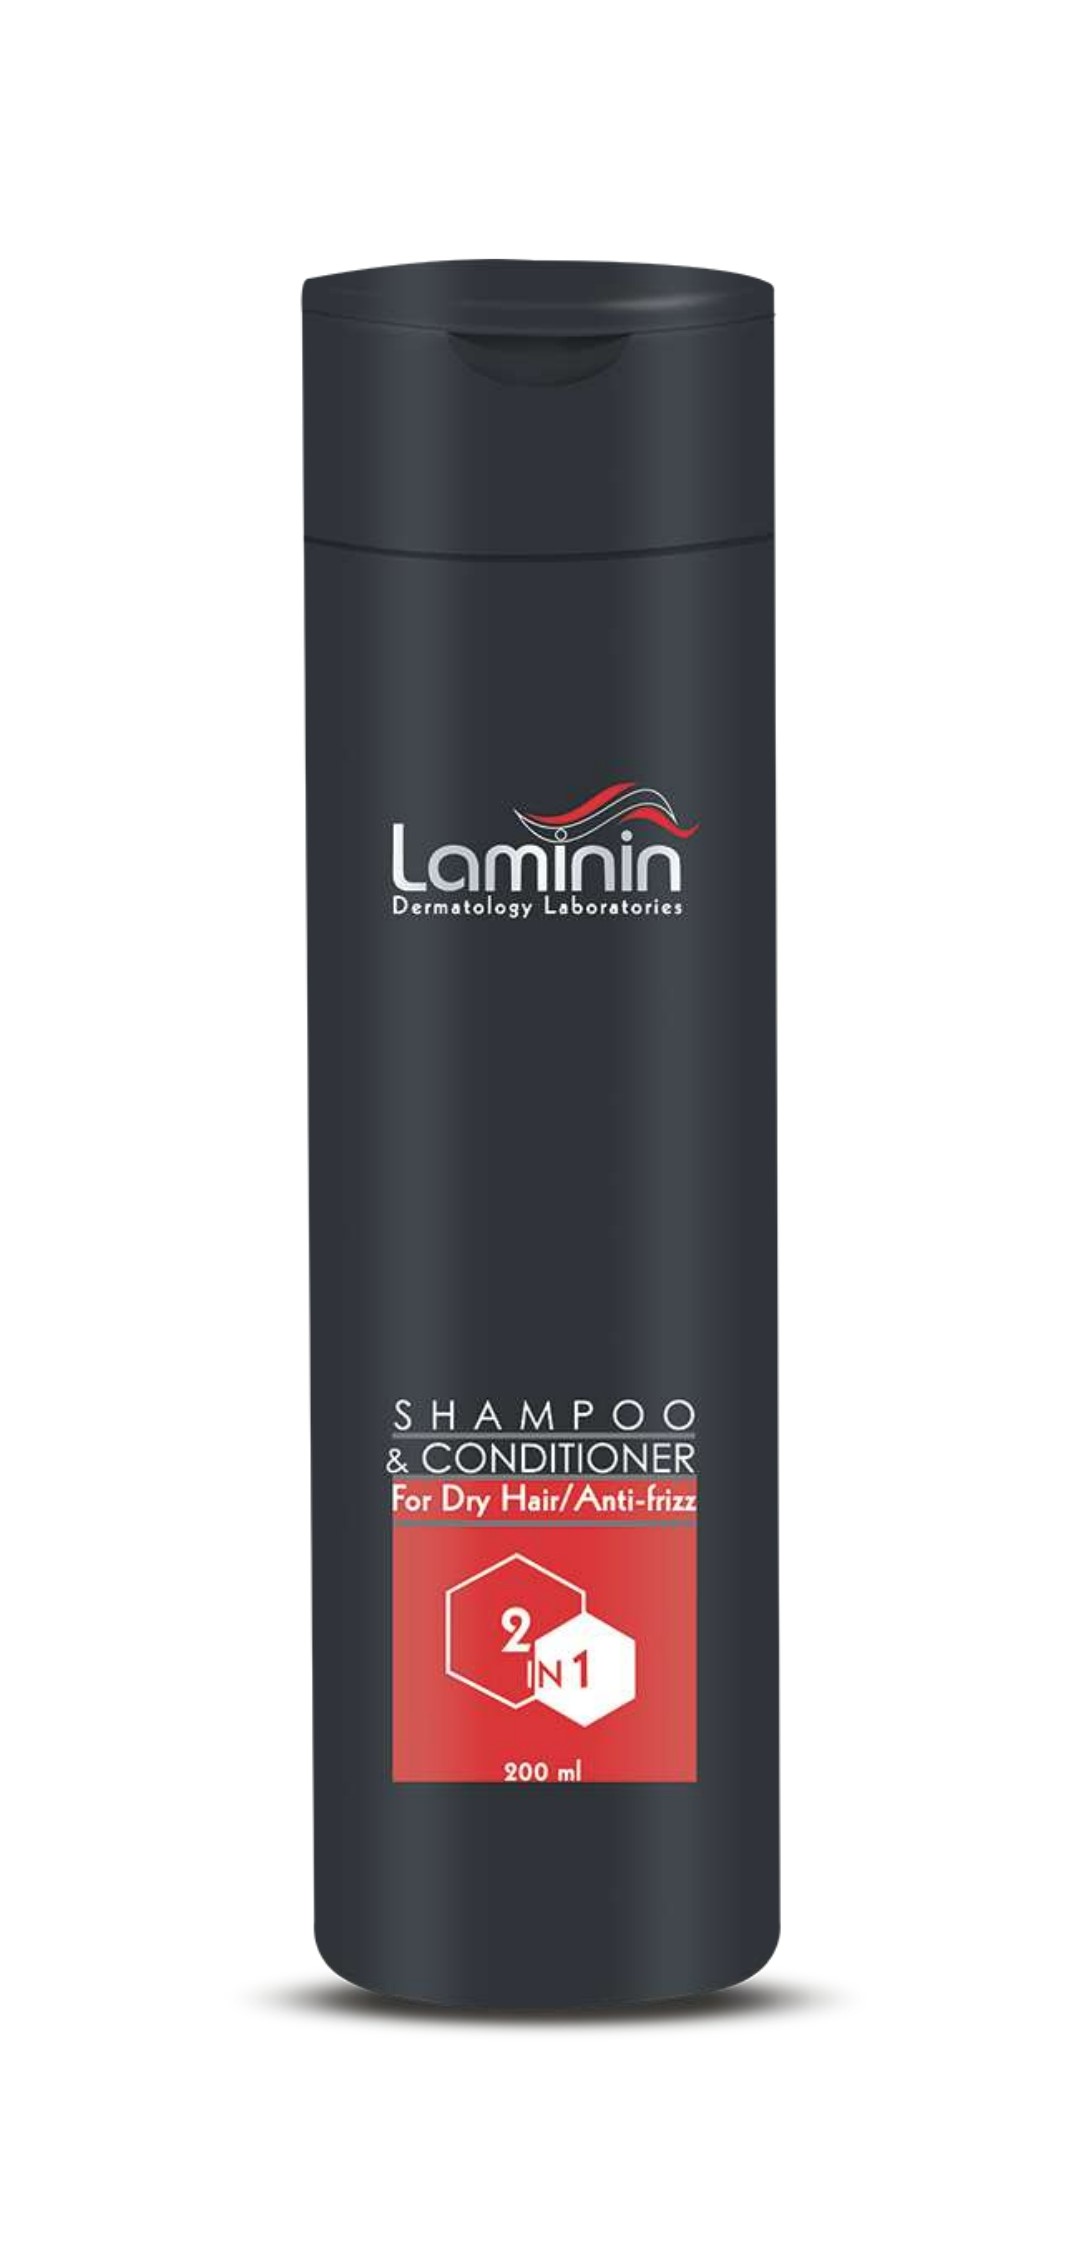 Laminin
Dermatology Laboratories
SHAMPOO
& CONDITIONER
For Dry Hair/Anti-frizz
2
IN 1
200 ml